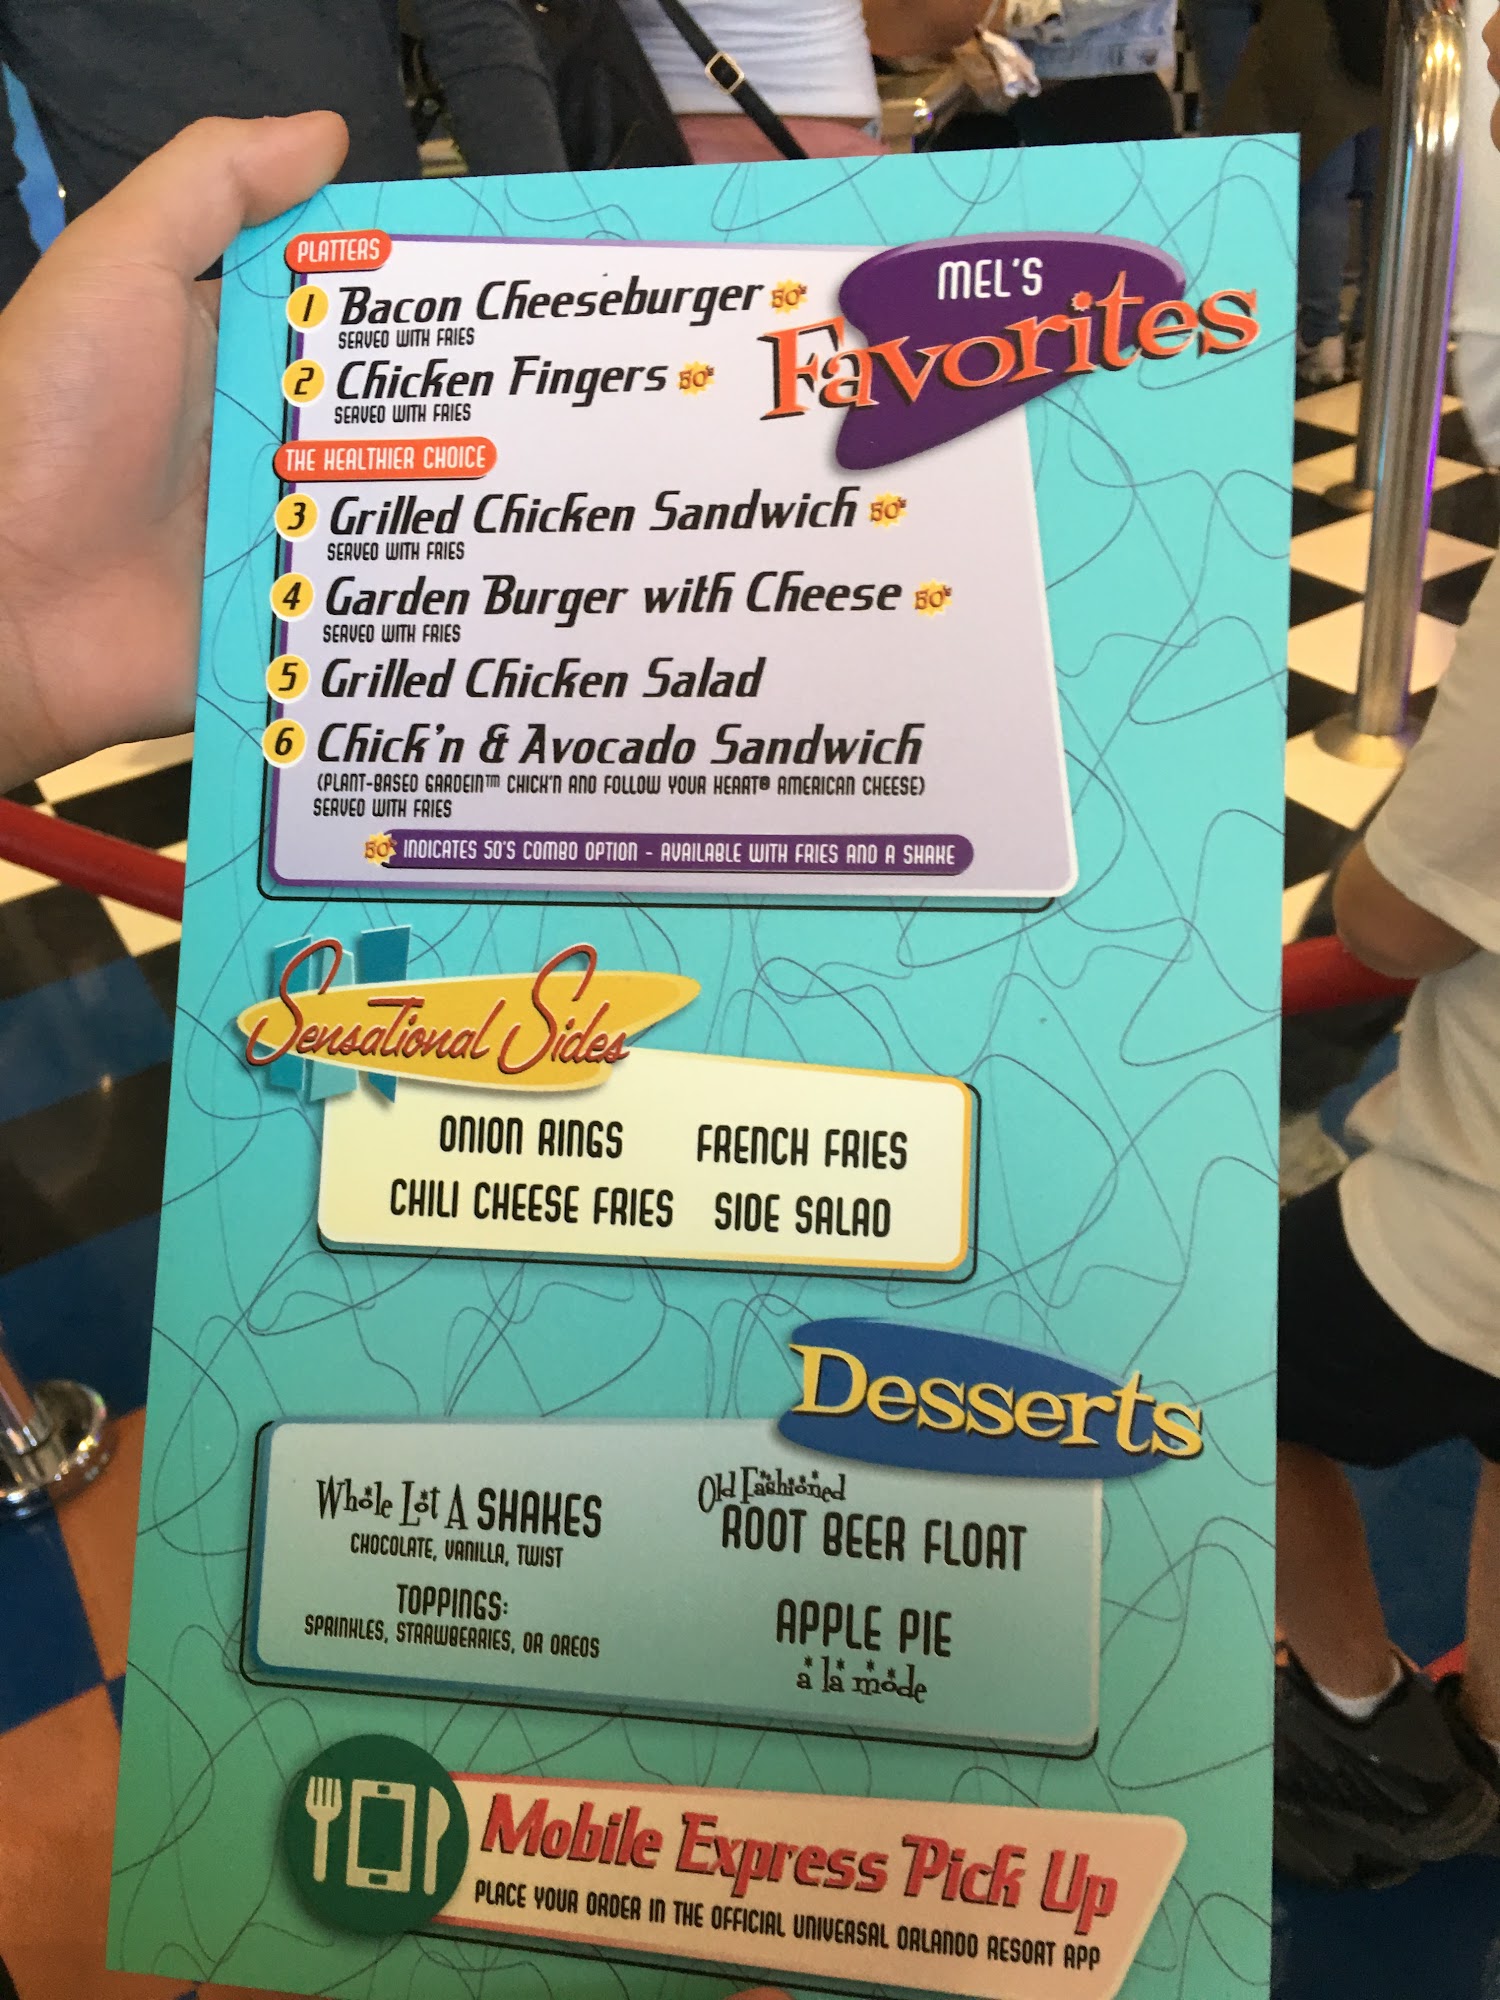 PLATTERS
MEL'S
Favorites
1 Bacon Cheeseburger 50's
SERVED WITH FRIES
2 Chicken Fingers 50's
SERVED WITH FRIES
THE HEALTHIER CHOICE
3 Grilled Chicken Sandwich 50's
SERVED WITH FRIES
4 Garden Burger with Cheese 50's
SERVED WITH FRIES
5 Grilled Chicken Salad
6 Chick'n & Avocado Sandwich
(PLANT-BASED GARDEIN™ CHICK'N AND FOLLOW YOUR HEART® AMERICAN CHEESE)
SERVED WITH FRIES
50's INDICATES 50'S COMBO OPTION - AVAILABLE WITH FRIES AND A SHAKE
Sensational Sides
ONION RINGS FRENCH FRIES
CHILI CHEESE FRIES SIDE SALAD
Desserts
Whole Lot A SHAKES
CHOCOLATE, VANILLA, TWIST
TOPPINGS:
SPRINKLES, STRAWBERRIES, OR OREOS
Old Fashioned
ROOT BEER FLOAT
APPLE PIE
a la mode
Mobile Express Pick Up
PLACE YOUR ORDER IN THE OFFICIAL UNIVERSAL ORLANDO RESORT APP